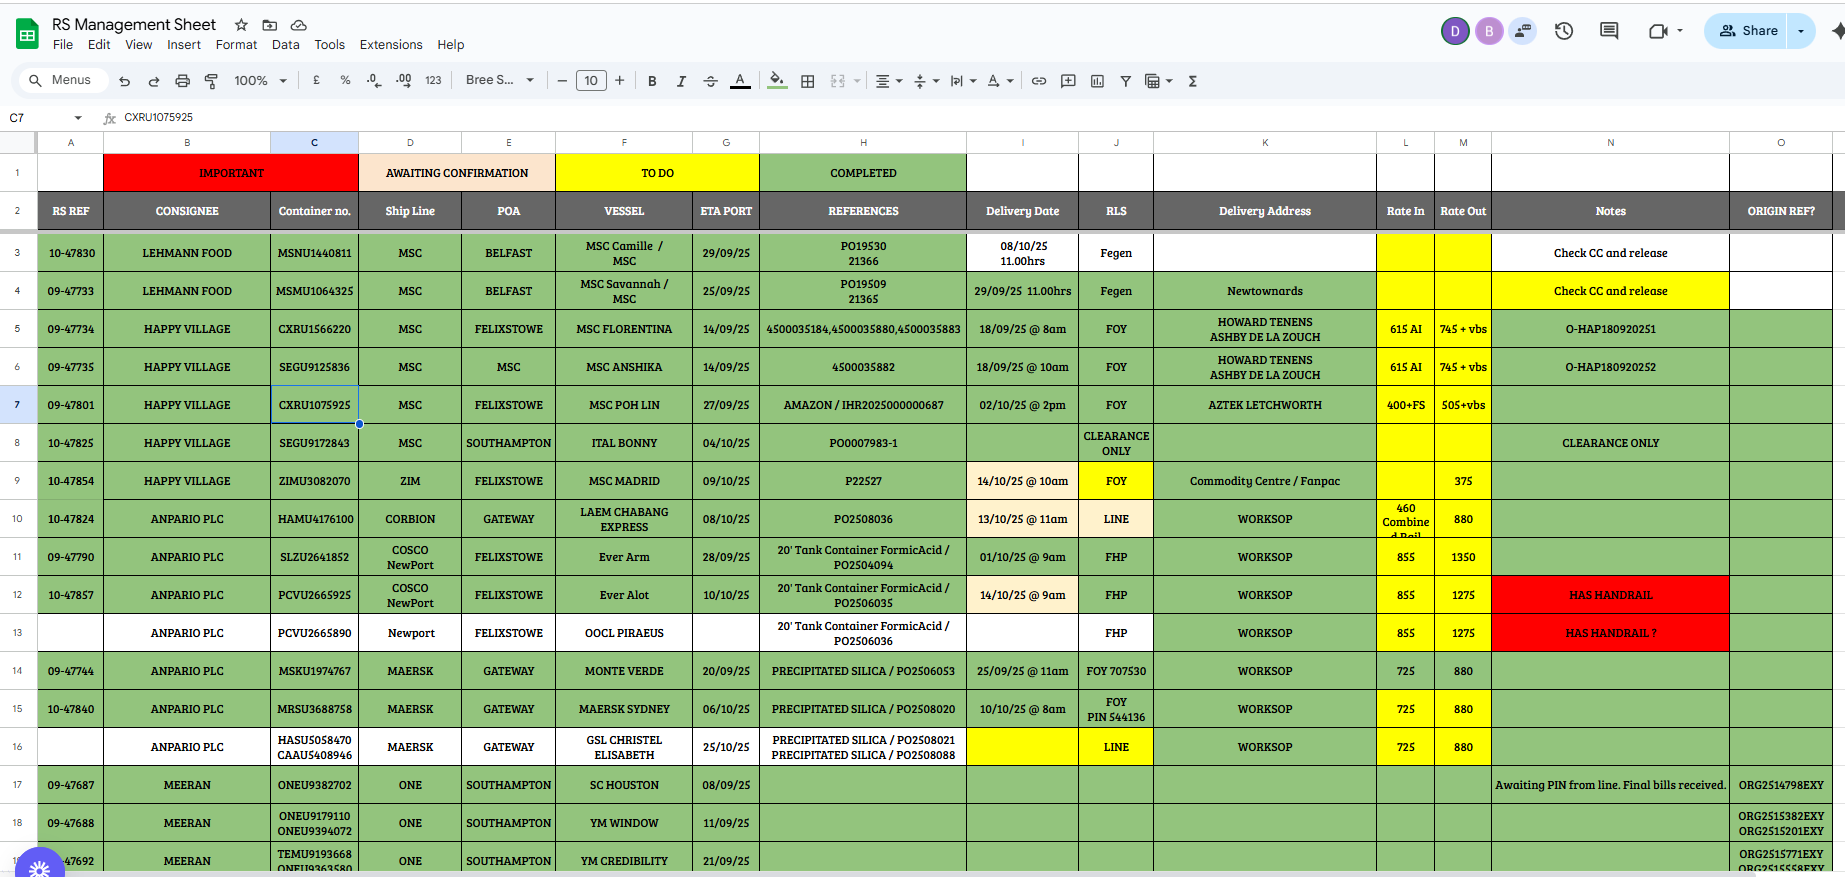 RS Management Sheet
File Edit View Insert Format Data Tools Extensions Help
D B Share
Menus 100% £ % .0 .00 123 Bree S... 10 B I A
C7 CXRU1075925
A B C D E F G H I J K L M N O
1 IMPORTANT AWAITING CONFIRMATION TO DO COMPLETED
2 RS REF CONSIGNEE Container no. Ship Line POA VESSEL ETA PORT REFERENCES Delivery Date RLS Delivery Address Rate In Rate Out Notes ORIGIN REF?
3 10-47830 LEHMANN FOOD MSNU1440811 MSC BELFAST MSC Camille / MSC 29/09/25 PO19530 21366 08/10/25 11.00hrs Fegen Check CC and release
4 09-47733 LEHMANN FOOD MSMU1064325 MSC BELFAST MSC Savannah / MSC 25/09/25 PO19509 21365 29/09/25 11.00hrs Fegen Newtownards Check CC and release
5 09-47734 HAPPY VILLAGE CXRU1566220 MSC FELIXSTOWE MSC FLORENTINA 14/09/25 4500035184,4500035880,4500035883 18/09/25 @ 8am FOY HOWARD TENENS ASHBY DE LA ZOUCH 615 AI 745 + vbs O-HAP180920251
6 09-47735 HAPPY VILLAGE SEGU9125836 MSC MSC MSC ANSHIKA 14/09/25 4500035882 18/09/25 @ 10am FOY HOWARD TENENS ASHBY DE LA ZOUCH 615 AI 745 + vbs O-HAP180920252
7 09-47801 HAPPY VILLAGE CXRU1075925 MSC FELIXSTOWE MSC POH LIN 27/09/25 AMAZON / IHR2025000000687 02/10/25 @ 2pm FOY AZTEK LETCHWORTH 400+FS 505+vbs
8 10-47825 HAPPY VILLAGE SEGU9172843 MSC SOUTHAMPTON ITAL BONNY 04/10/25 PO0007983-1 CLEARANCE ONLY CLEARANCE ONLY
9 10-47854 HAPPY VILLAGE ZIMU3082070 ZIM FELIXSTOWE MSC MADRID 09/10/25 P22527 14/10/25 @ 10am FOY Commodity Centre / Fanpac 375
10 10-47824 ANPARIO PLC HAMU4176100 CORBION GATEWAY LAEM CHABANG EXPRESS 08/10/25 PO2508036 13/10/25 @ 11am LINE WORKSOP 460 Combine d Rail 880
11 09-47790 ANPARIO PLC SLZU2641852 COSCO NewPort FELIXSTOWE Ever Arm 28/09/25 20' Tank Container FormicAcid / PO2504094 01/10/25 @ 9am FHP WORKSOP 855 1350
12 10-47857 ANPARIO PLC PCVU2665925 COSCO NewPort FELIXSTOWE Ever Alot 10/10/25 20' Tank Container FormicAcid / PO2506035 14/10/25 @ 9am FHP WORKSOP 855 1275 HAS HANDRAIL
13 ANPARIO PLC PCVU2665890 Newport FELIXSTOWE OOCL PIRAEUS 20' Tank Container FormicAcid / PO2506036 FHP WORKSOP 855 1275 HAS HANDRAIL ?
14 09-47744 ANPARIO PLC MSKU1974767 MAERSK GATEWAY MONTE VERDE 20/09/25 PRECIPITATED SILICA / PO2506053 25/09/25 @ 11am FOY 707530 WORKSOP 725 880
15 10-47840 ANPARIO PLC MRSU3688758 MAERSK GATEWAY MAERSK SYDNEY 06/10/25 PRECIPITATED SILICA / PO2508020 10/10/25 @ 8am FOY PIN 544136 WORKSOP 725 880
16 ANPARIO PLC HASU5058470 CAAU5408946 MAERSK GATEWAY GSL CHRISTEL ELISABETH 25/10/25 PRECIPITATED SILICA / PO2508021 PRECIPITATED SILICA / PO2508088 LINE WORKSOP 725 880
17 09-47687 MEERAN ONEU9382702 ONE SOUTHAMPTON SC HOUSTON 08/09/25 Awaiting PIN from line. Final bills received. ORG2514798EXY
18 09-47688 MEERAN ONEU9179110 ONEU9394072 ONE SOUTHAMPTON YM WINDOW 11/09/25 ORG2515382EXY ORG2515201EXY
47692 MEERAN TEMU9193668 ONEU9363580 ONE SOUTHAMPTON YM CREDIBILITY 21/09/25 ORG2515771EXY ORG2515558EXY